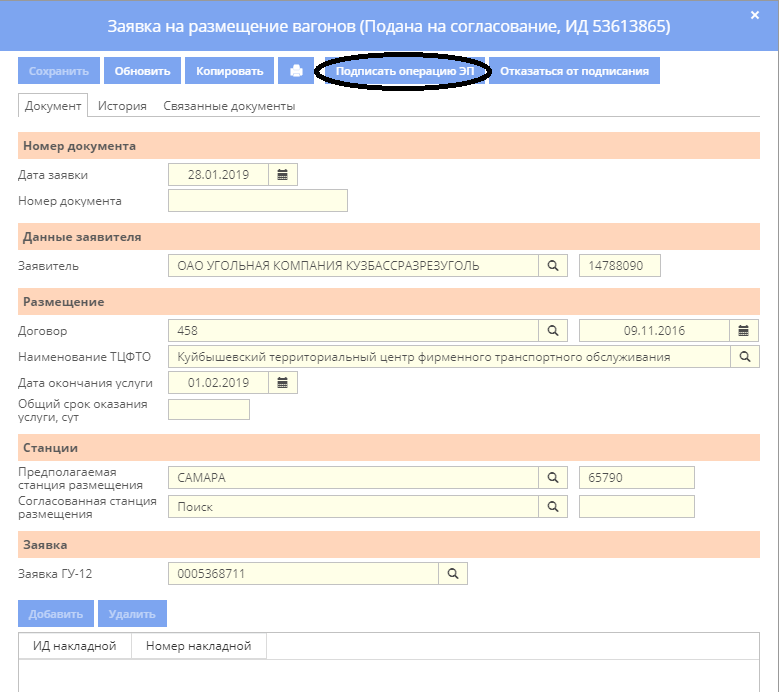 Заявка на размещение вагонов (Подана на согласование, ИД 53613865)
×
Сохранить Обновить Копировать Подписать операцию ЭП Отказаться от подписания
Документ История Связанные документы
Номер документа
Дата заявки 28.01.2019
Номер документа
Данные заявителя
Заявитель ОАО УГОЛЬНАЯ КОМПАНИЯ КУЗБАССРАЗРЕЗУГОЛЬ 14788090
Размещение
Договор 458 09.11.2016
Наименование ТЦФТО Куйбышевский территориальный центр фирменного транспортного обслуживания
Дата окончания услуги 01.02.2019
Общий срок оказания
услуги, сут
Станции
Предполагаемая
станция размещения САМАРА 65790
Согласованная станция
размещения Поиск
Заявка
Заявка ГУ-12 0005368711
Добавить Удалить
ИД накладной Номер накладной